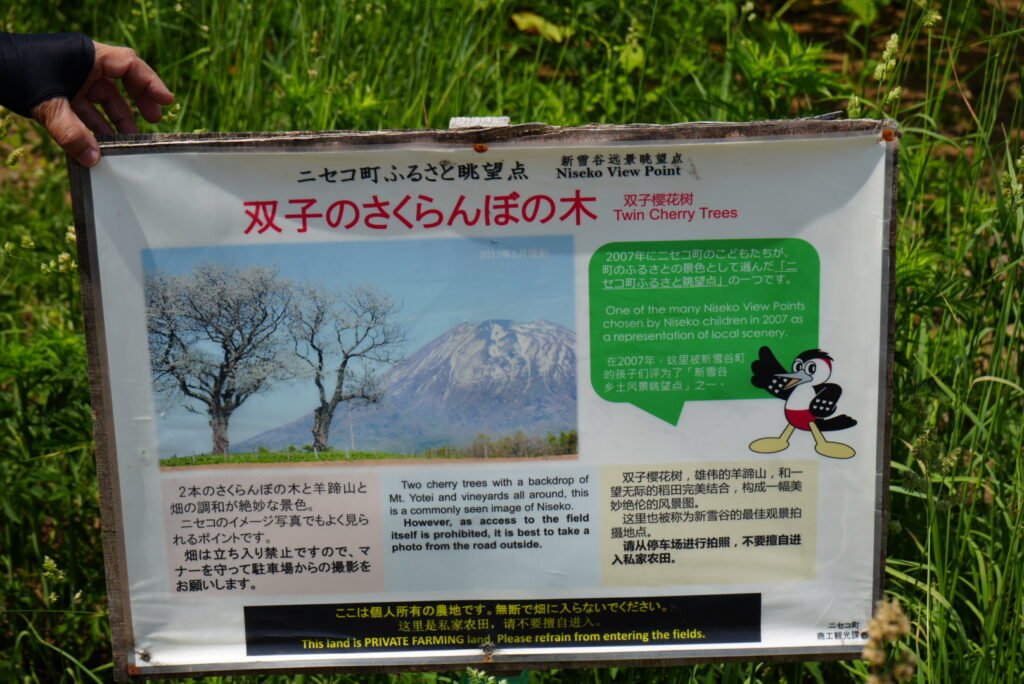 ニセコ町ふるさと眺望点
新雪谷远景眺望点
Niseko View Point
双子のさくらんぼの木
双子樱花树
Twin Cherry Trees
2017年5月撮影
2007年にニセコ町のこどもたちが、
町のふるさとの景色として選んだ「ニ
セコ町ふるさと眺望点」の一つです。
One of the many Niseko View Points
chosen by Niseko children in 2007 as
a representation of local scenery.
在2007年，这里被新雪谷町
的孩子们评为了「新雪谷
乡土风景眺望点」之一，
2本のさくらんぼの木と羊蹄山と
畑の調和が絶妙な景色。
ニセコのイメージ写真でもよく見ら
れるポイントです。
畑は立ち入り禁止ですので、マ
ナーを守って駐車場からの撮影を
お願いします。
Two cherry trees with a backdrop of
Mt. Yotei and vineyards all around, this
is a commonly seen image of Niseko.
However, as access to the field
itself is prohibited, it is best to take a
photo from the road outside.
双子樱花树，雄伟的羊蹄山，和一
望无际的稻田完美结合，构成一幅美
妙绝伦的风景图。
这里也被称为新雪谷的最佳观景拍
摄地点。
请从停车场进行拍照，不要擅自进
入私家农田。
ここは個人所有の農地です。無断で畑に入らないでください。
这里是私家农田，请不要擅自进入。
This land is PRIVATE FARMING land. Please refrain from entering the fields.
ニセコ町
商工観光課